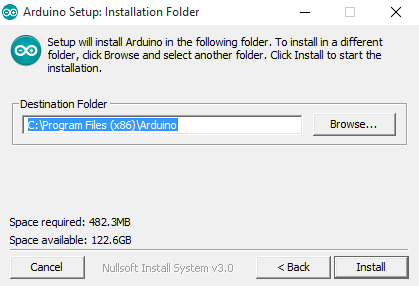 Arduino Setup: Installation Folder
Setup will install Arduino in the following folder. To install in a different
folder, click Browse and select another folder. Click Install to start the
installation.
Destination Folder
C:\Program Files (x86)\Arduino
Browse...
Space required: 482.3MB
Space available: 122.6GB
Cancel
Nullsoft Install System v3.0
< Back
Install